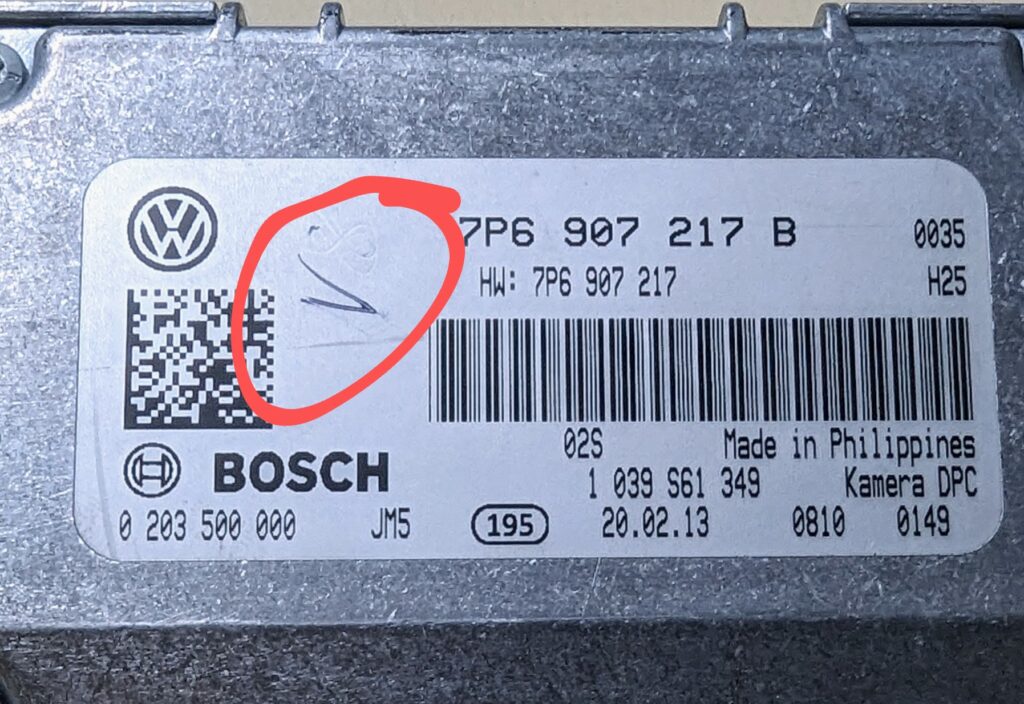 7P6 907 217 B 0035
HW: 7P6 907 217 H25
02S Made in Philippines
BOSCH 1 039 S61 349 Kamera DPC
0 203 500 000 JM5 195 20.02.13 0810 0149